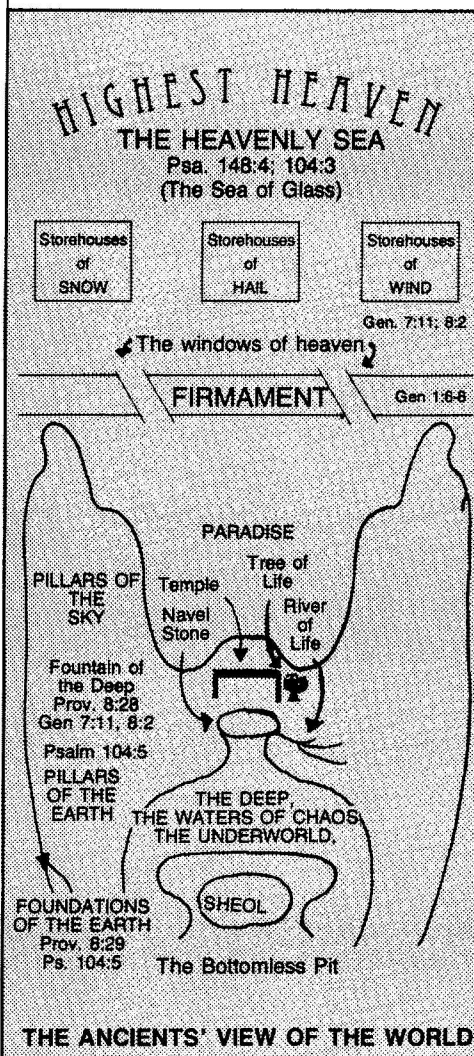 HIGHEST HEAVEN
THE HEAVENLY SEA
Psa. 148:4; 104:3
(The Sea of Glass)
Storehouses
of
SNOW
Storehouses
of
HAIL
Storehouses
of
WIND
Gen. 7:11; 8:2
The windows of heaven
FIRMAMENT
Gen 1:6-8
PARADISE
PILLARS OF
THE
SKY
Temple
Tree of
Life
Navel
Stone
River
of
Life
Fountain of
the Deep
Prov. 8:28
Gen 7:11, 8:2
Psalm 104:5
PILLARS
OF THE
EARTH
THE DEEP,
THE WATERS OF CHAOS
THE UNDERWORLD.
SHEOL
FOUNDATIONS
OF THE EARTH
Prov. 8:29
Ps. 104:5
The Bottomless Pit
THE ANCIENTS' VIEW OF THE WORLD